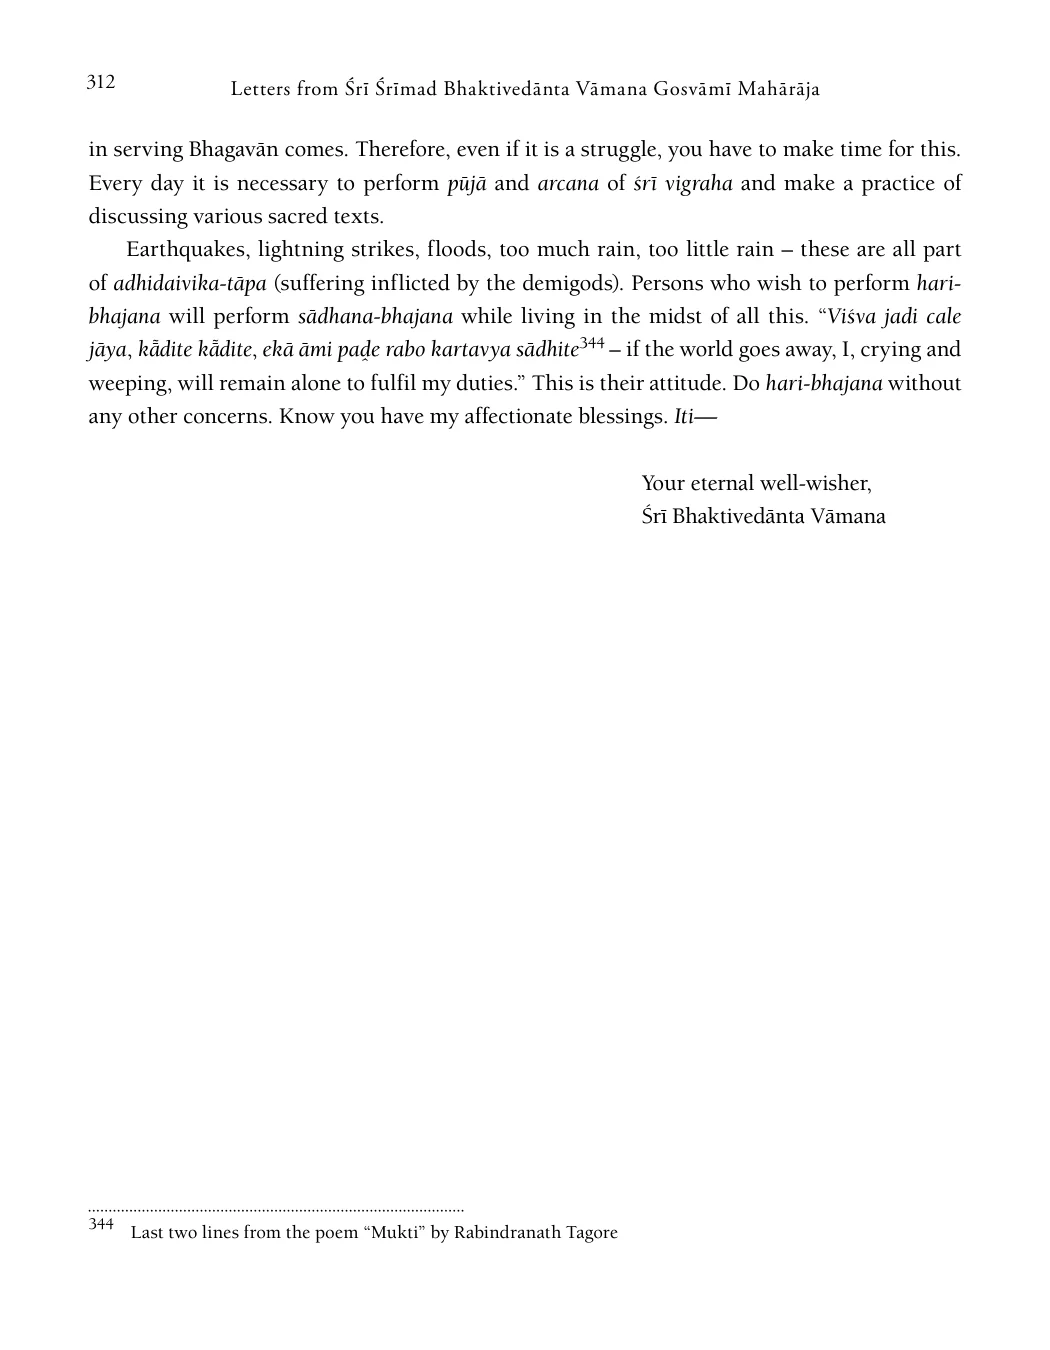 312
Letters from Śrī Śrīmad Bhaktivedānta Vāmana Gosvāmī Mahārāja
in serving Bhagavān comes. Therefore, even if it is a struggle, you have to make time for this.
Every day it is necessary to perform pūjā and arcana of śrī vigraha and make a practice of
discussing various sacred texts.
Earthquakes, lightning strikes, floods, too much rain, too little rain – these are all part
of adhidaivika-tāpa (suffering inflicted by the demigods). Persons who wish to perform hari-
bhajana will perform sādhana-bhajana while living in the midst of all this. “Viśva jadi cale
jāya, kā̐dite kā̐dite, ekā āmi paḓe rabo kartavya sādhite344 – if the world goes away, I, crying and
weeping, will remain alone to fulfil my duties.” This is their attitude. Do hari-bhajana without
any other concerns. Know you have my affectionate blessings. Iti—
Your eternal well-wisher,
Śrī Bhaktivedānta Vāmana
344 Last two lines from the poem “Mukti” by Rabindranath Tagore